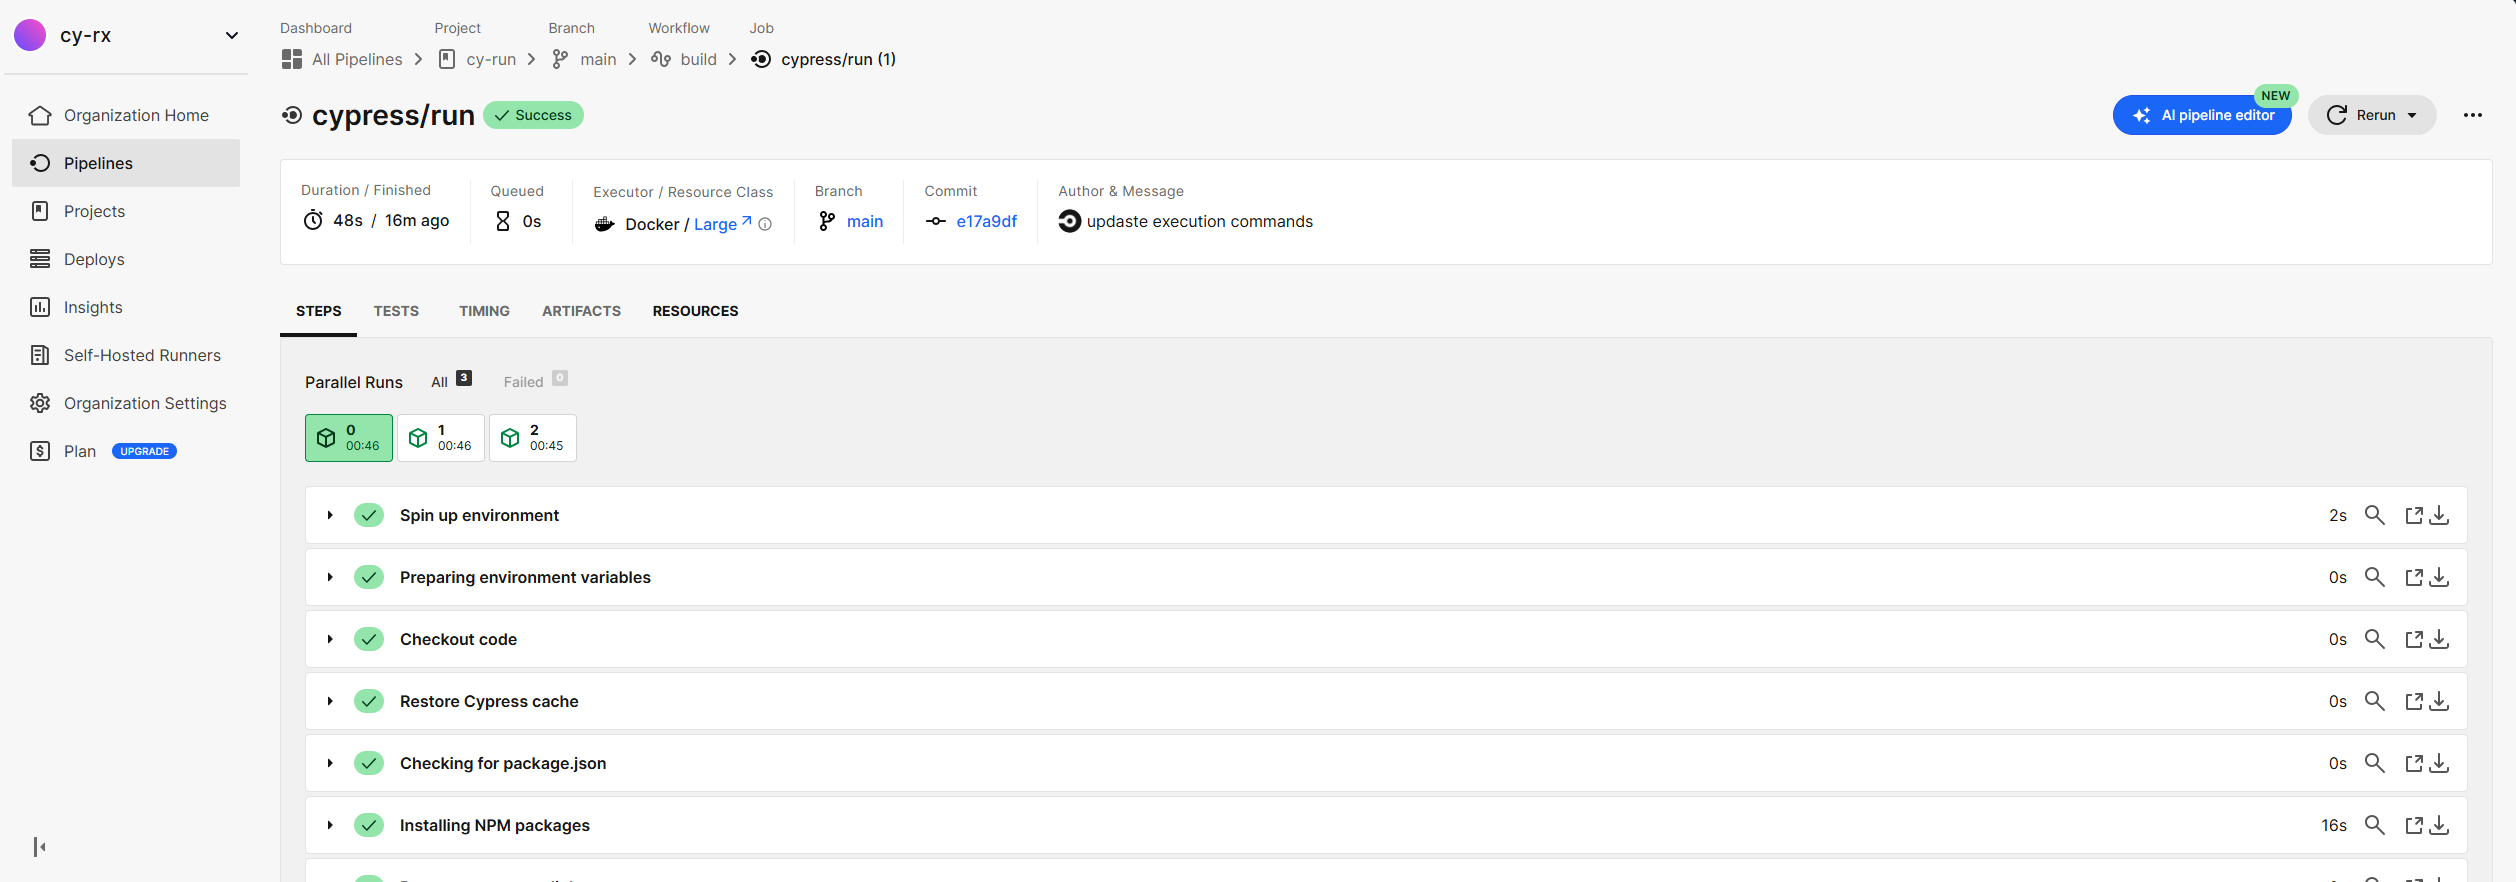 cy-rx
Organization Home
Pipelines
Projects
Deploys
Insights
Self-Hosted Runners
Organization Settings
Plan UPGRADE
Dashboard Project Branch Workflow Job
All Pipelines cy-run main build cypress/run (1)
cypress/run Success
NEW
AI pipeline editor Rerun
Duration / Finished Queued Executor / Resource Class Branch Commit Author & Message
48s / 16m ago 0s Docker / Large main e17a9df updaste execution commands
STEPS TESTS TIMING ARTIFACTS RESOURCES
Parallel Runs All 3 Failed 0
0 1 2
00:46 00:46 00:45
Spin up environment 2s
Preparing environment variables 0s
Checkout code 0s
Restore Cypress cache 0s
Checking for package.json 0s
Installing NPM packages 16s